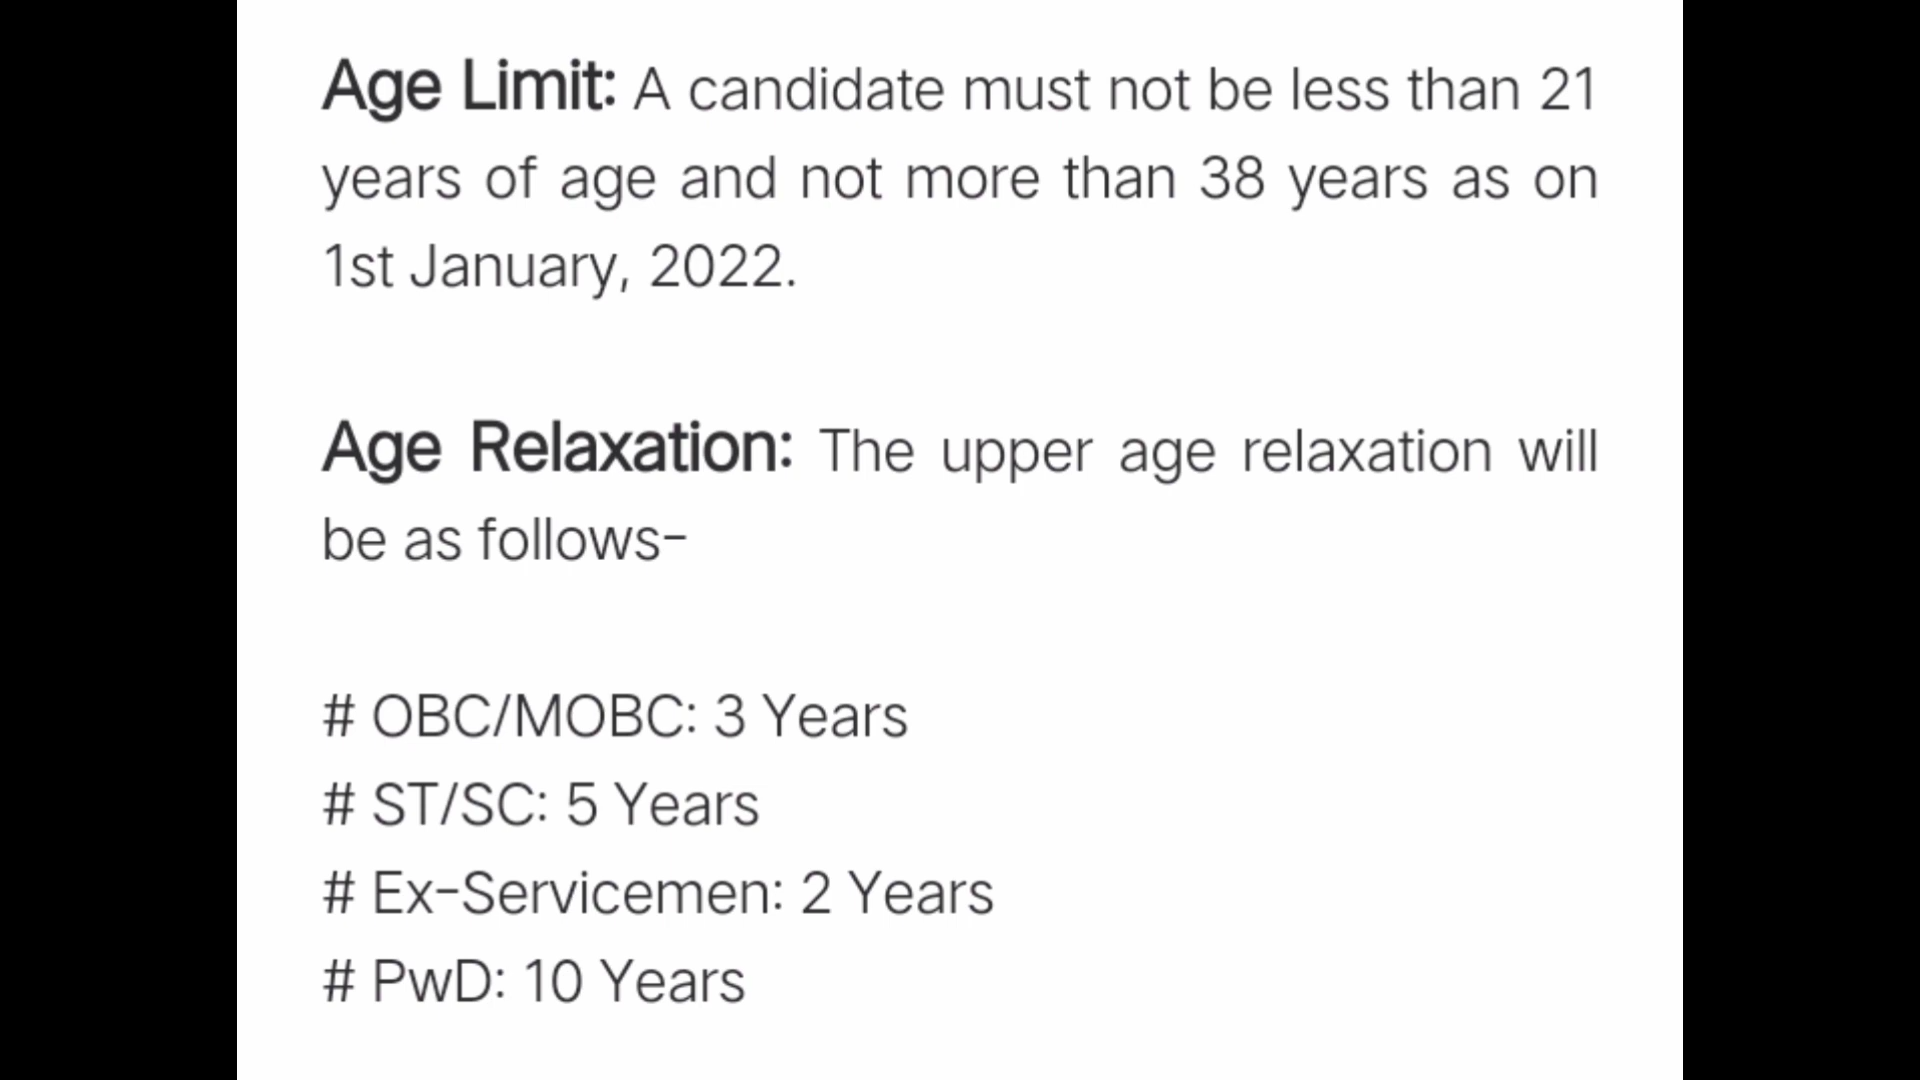 Age Limit: A candidate must not be less than 21
years of age and not more than 38 years as on
1st January, 2022.
Age Relaxation: The upper age relaxation will
be as follows-
# OBC/MOBC: 3 Years
# ST/SC: 5 Years
# Ex-Servicemen: 2 Years
# PwD: 10 Years